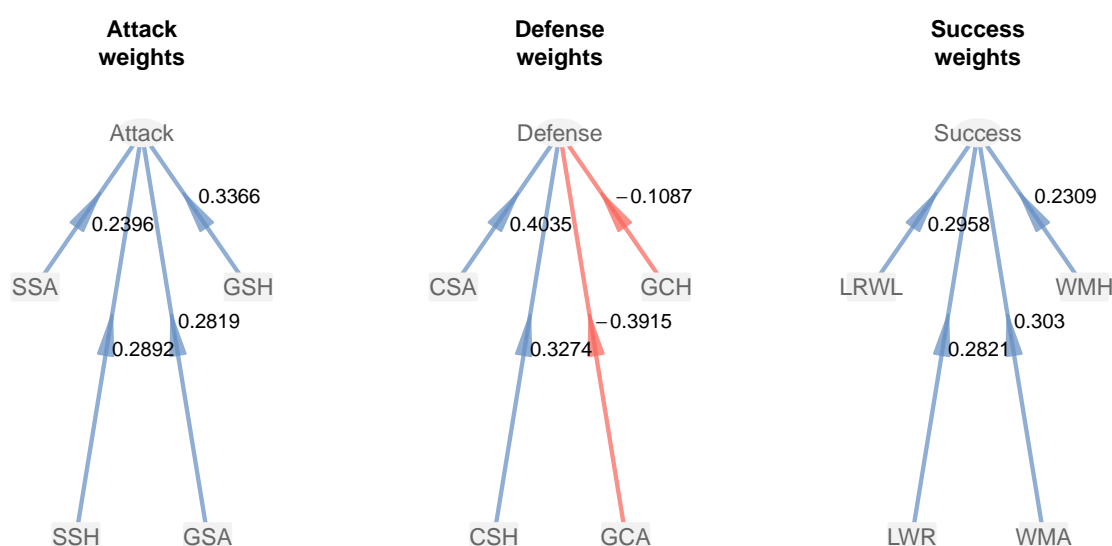 Attack
weights
Defense
weights
Success
weights
Attack
Defense
Success
0.3366
0.2396
−0.1087
0.4035
0.2309
0.2958
SSA
GSH
CSA
GCH
LRWL
WMH
0.2819
0.2892
−0.3915
0.3274
0.303
0.2821
SSH
GSA
CSH
GCA
LWR
WMA